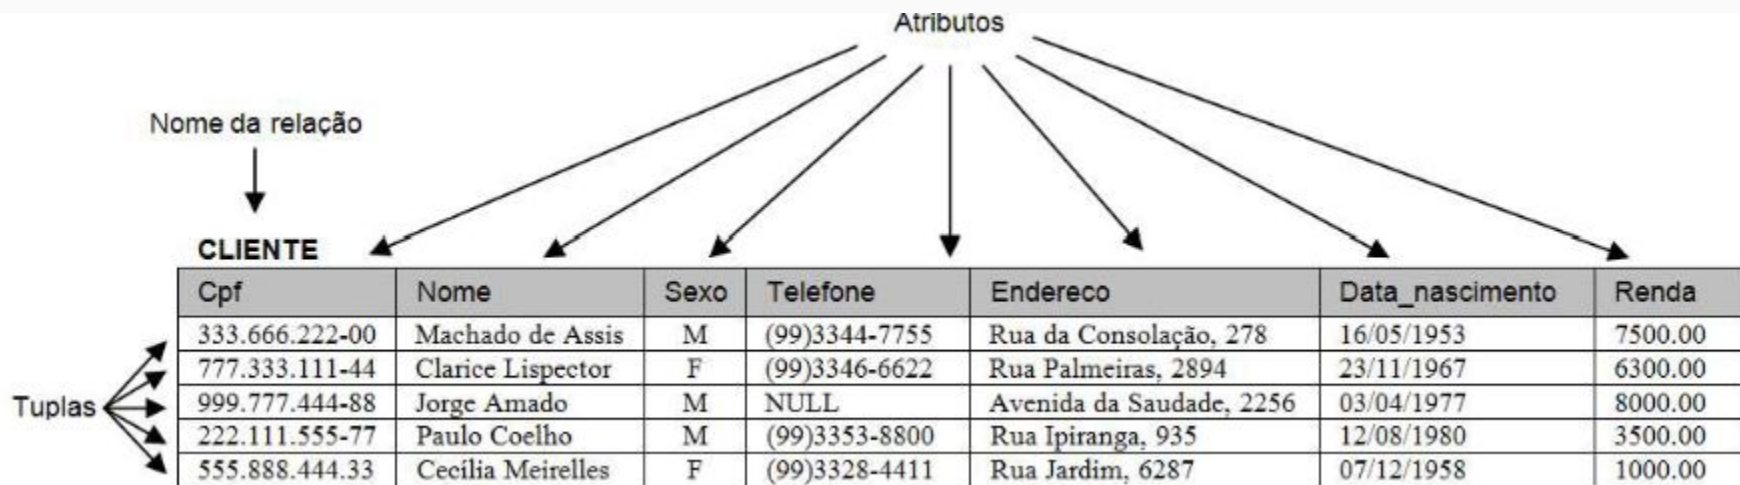 Atributos
Nome da relação
CLIENTE
Cpf Nome Sexo Telefone Endereco Data_nascimento Renda
333.666.222-00 Machado de Assis M (99)3344-7755 Rua da Consolação, 278 16/05/1953 7500.00
777.333.111-44 Clarice Lispector F (99)3346-6622 Rua Palmeiras, 2894 23/11/1967 6300.00
Tuplas 999.777.444-88 Jorge Amado M NULL Avenida da Saudade, 2256 03/04/1977 8000.00
222.111.555-77 Paulo Coelho M (99)3353-8800 Rua Ipiranga, 935 12/08/1980 3500.00
555.888.444.33 Cecília Meirelles F (99)3328-4411 Rua Jardim, 6287 07/12/1958 1000.00